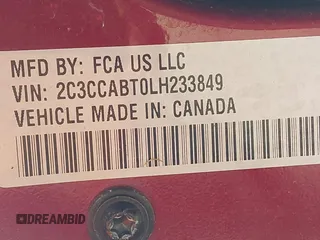 MFD BY: FCA US LLC
VIN: 2C3CCABT0LH233849
VEHICLE MADE IN: CANADA
DREAMBID